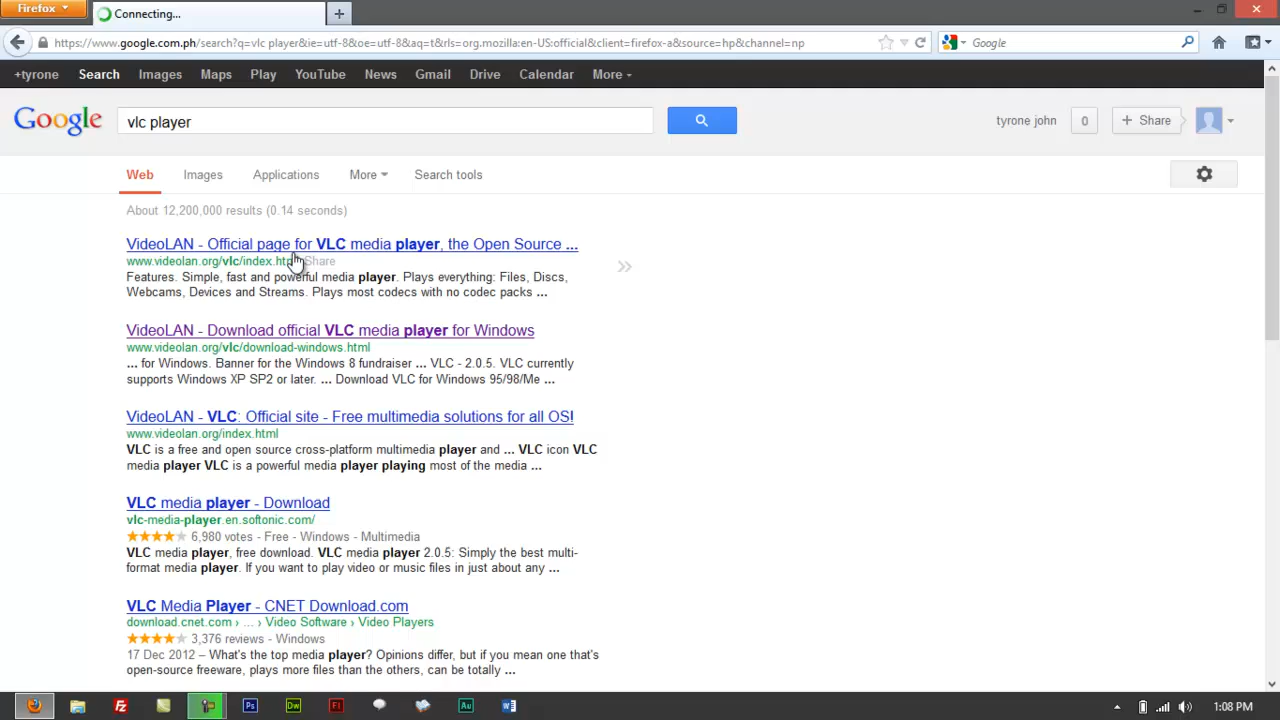 Firefox
Connecting...
https://www.google.com.ph/search?q=vlc player&ie=utf-8&oe=utf-8&aq=t&rls=org.mozilla:en-US:official&client=firefox-a&source=hp&channel=np
Google
+tyrone Search Images Maps Play YouTube News Gmail Drive Calendar More
Google vlc player tyrone john 0 + Share
Web Images Applications More Search tools
About 12,200,000 results (0.14 seconds)
VideoLAN - Official page for VLC media player, the Open Source ...
www.videolan.org/vlc/index.html Share
Features. Simple, fast and powerful media player. Plays everything: Files, Discs,
Webcams, Devices and Streams. Plays most codecs with no codec packs ...
VideoLAN - Download official VLC media player for Windows
www.videolan.org/vlc/download-windows.html
... for Windows. Banner for the Windows 8 fundraiser ... VLC - 2.0.5. VLC currently
supports Windows XP SP2 or later. ... Download VLC for Windows 95/98/Me ...
VideoLAN - VLC: Official site - Free multimedia solutions for all OS!
www.videolan.org/index.html
VLC is a free and open source cross-platform multimedia player and ... VLC icon VLC
media player VLC is a powerful media player playing most of the media ...
VLC media player - Download
vlc-media-player.en.softonic.com/
6,980 votes - Free - Windows - Multimedia
VLC media player, free download. VLC media player 2.0.5: Simply the best multi-
format media player. If you want to play video or music files in just about any ...
VLC Media Player - CNET Download.com
download.cnet.com › ... › Video Software › Video Players
3,376 reviews - Windows
17 Dec 2012 – What's the top media player? Opinions differ, but if you mean one that's
open-source freeware, plays more files than the others, can be totally ...
Fz Ps Dw Fl Au W 1:08 PM